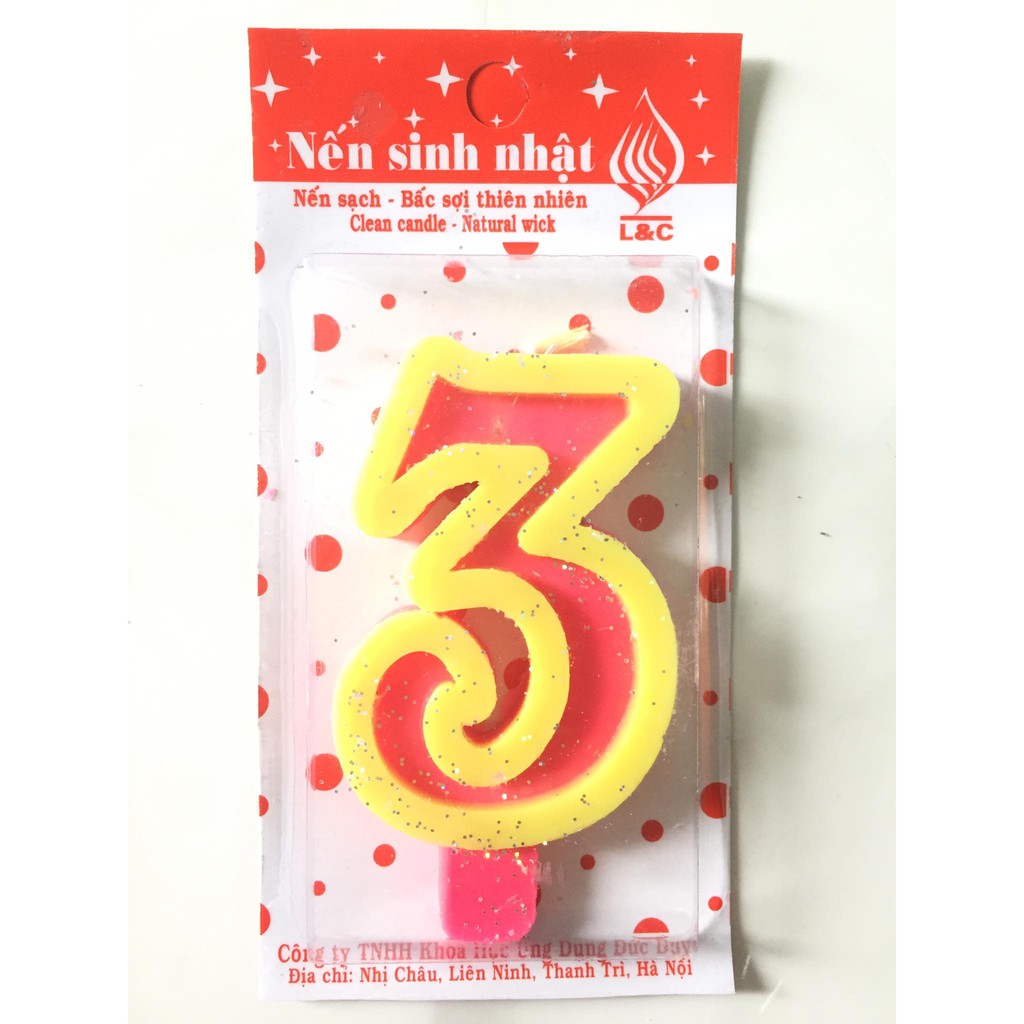 Nến sinh nhật
Nến sạch - Bấc sợi thiên nhiên
Clean candle - Natural wick
L&C
3
Công ty TNHH Khoa Học Ứng Dụng Đức Duy
Địa chỉ: Nhị Châu, Liên Ninh, Thanh Trì, Hà Nội